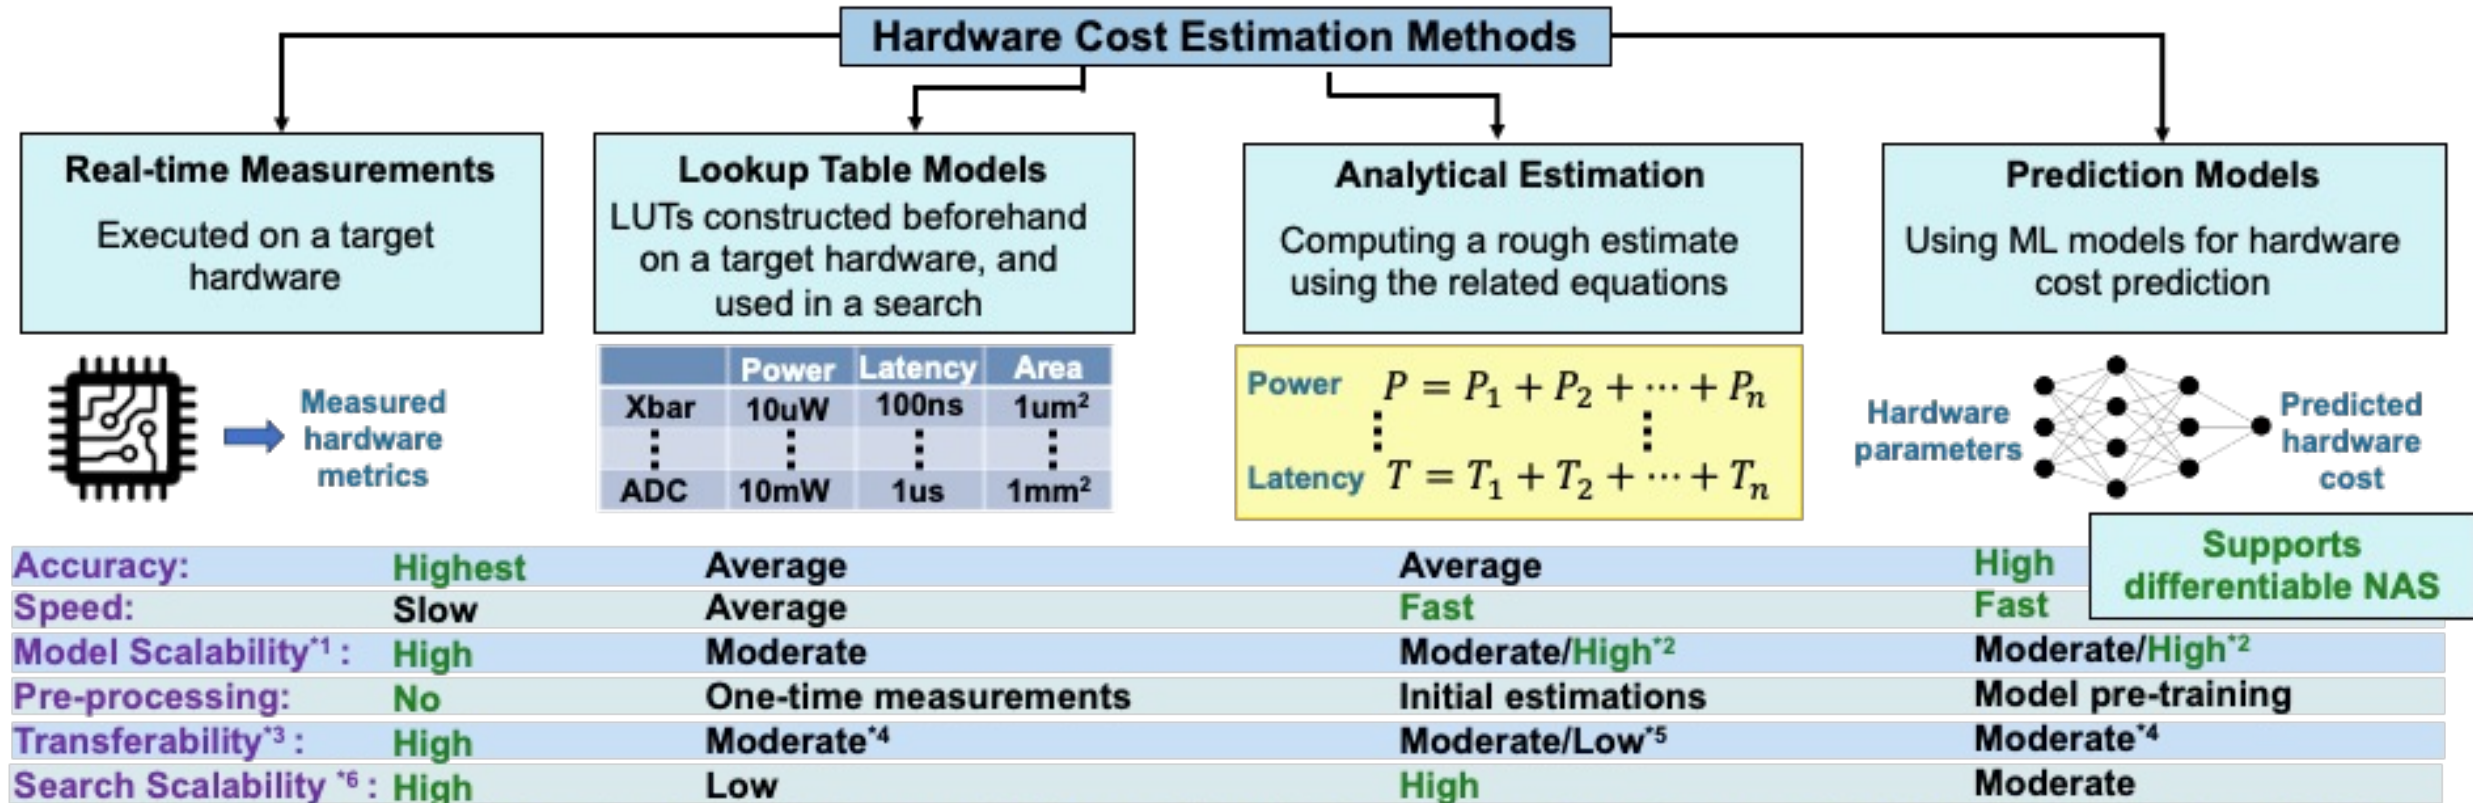 Hardware Cost Estimation Methods
Real-time Measurements
Executed on a target
hardware
Lookup Table Models
LUTs constructed beforehand
on a target hardware, and
used in a search
Analytical Estimation
Computing a rough estimate
using the related equations
Prediction Models
Using ML models for hardware
cost prediction
Measured
hardware
metrics
Power Latency Area
Xbar 10uW 100ns 1um²
ADC 10mW 1us 1mm²
Power P = P₁ + P₂ + ⋯ + Pₙ
Latency T = T₁ + T₂ + ⋯ + Tₙ
Hardware
parameters
Predicted
hardware
cost
Supports
differentiable NAS
Accuracy: Highest Average Average High
Speed: Slow Average Fast Fast
Model Scalability*1 : High Moderate Moderate/High*2 Moderate/High*2
Pre-processing: No One-time measurements Initial estimations Model pre-training
Transferability*3 : High Moderate*4 Moderate/Low*5 Moderate*4
Search Scalability *6 : High Low High Moderate